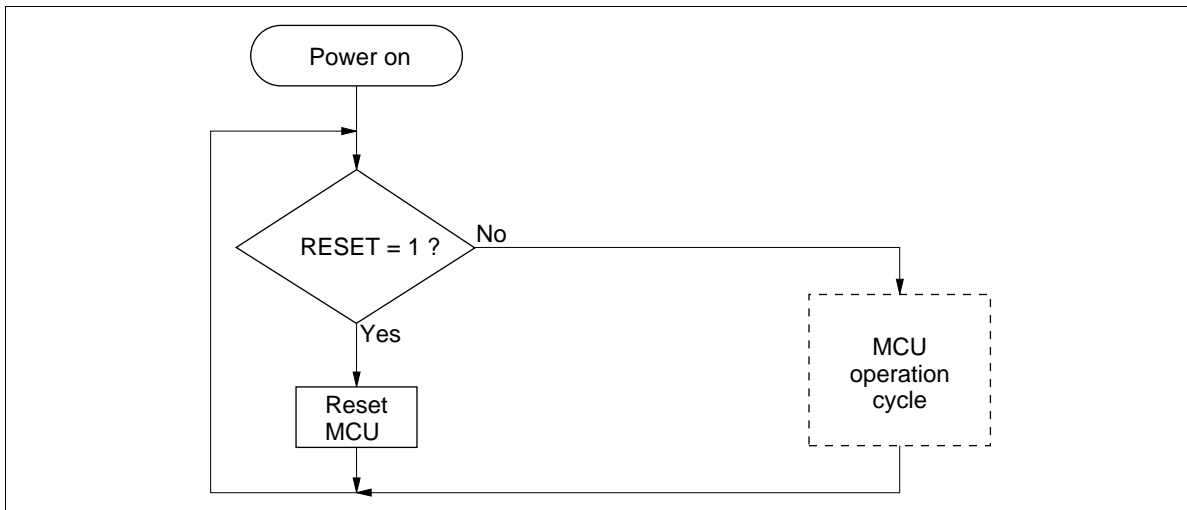 Power on
RESET = 1 ?
No
Yes
MCU
operation
cycle
Reset
MCU